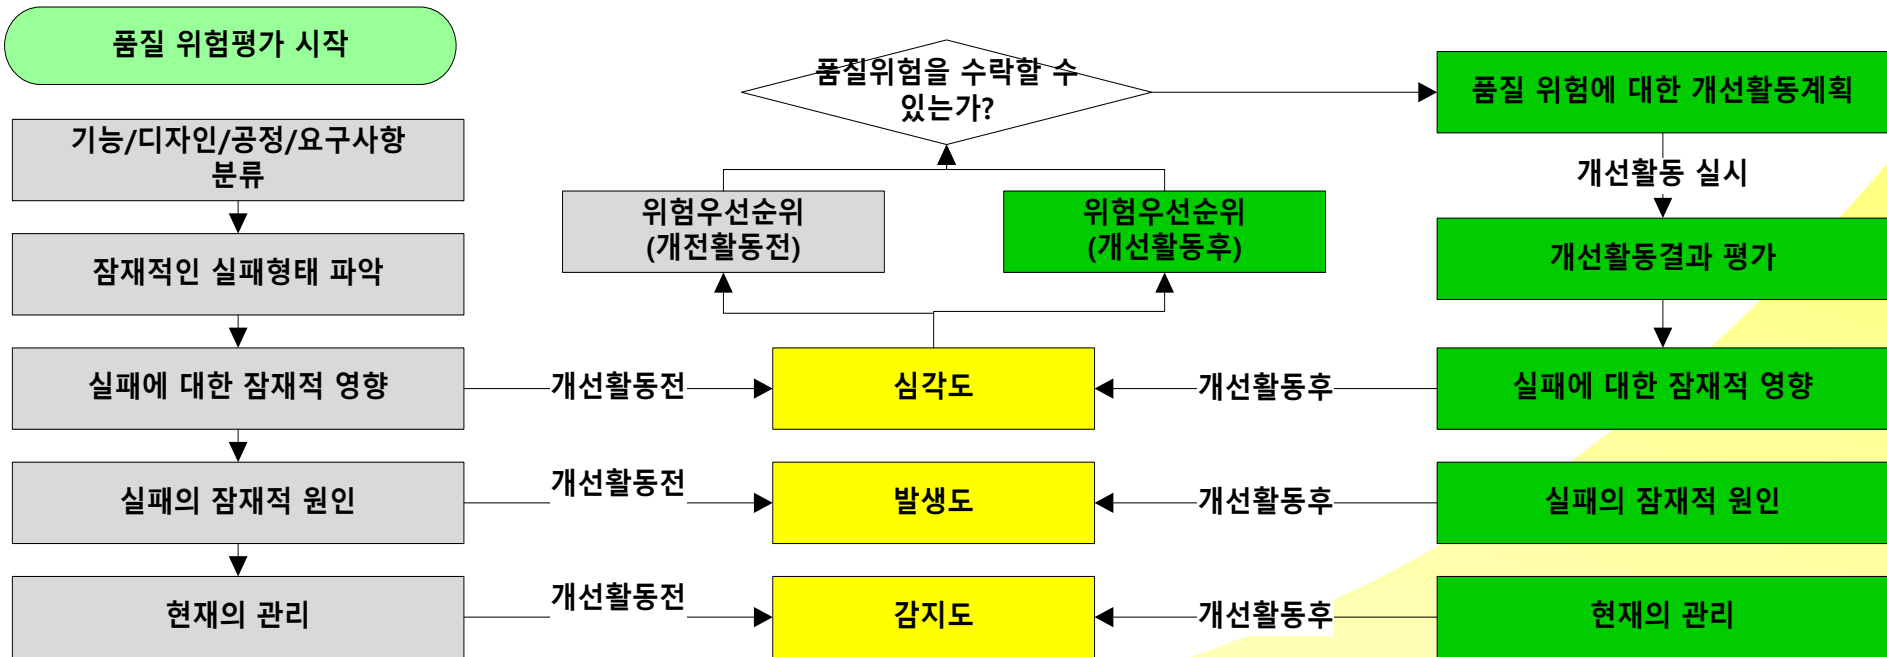 품질 위험평가 시작
기능/디자인/공정/요구사항
분류
잠재적인 실패형태 파악
실패에 대한 잠재적 영향
실패의 잠재적 원인
현재의 관리
품질위험을 수락할 수
있는가?
위험우선순위
(개전활동전)
위험우선순위
(개선활동후)
개선활동전
심각도
개선활동후
개선활동전
발생도
개선활동후
개선활동전
감지도
개선활동후
품질 위험에 대한 개선활동계획
개선활동 실시
개선활동결과 평가
실패에 대한 잠재적 영향
실패의 잠재적 원인
현재의 관리